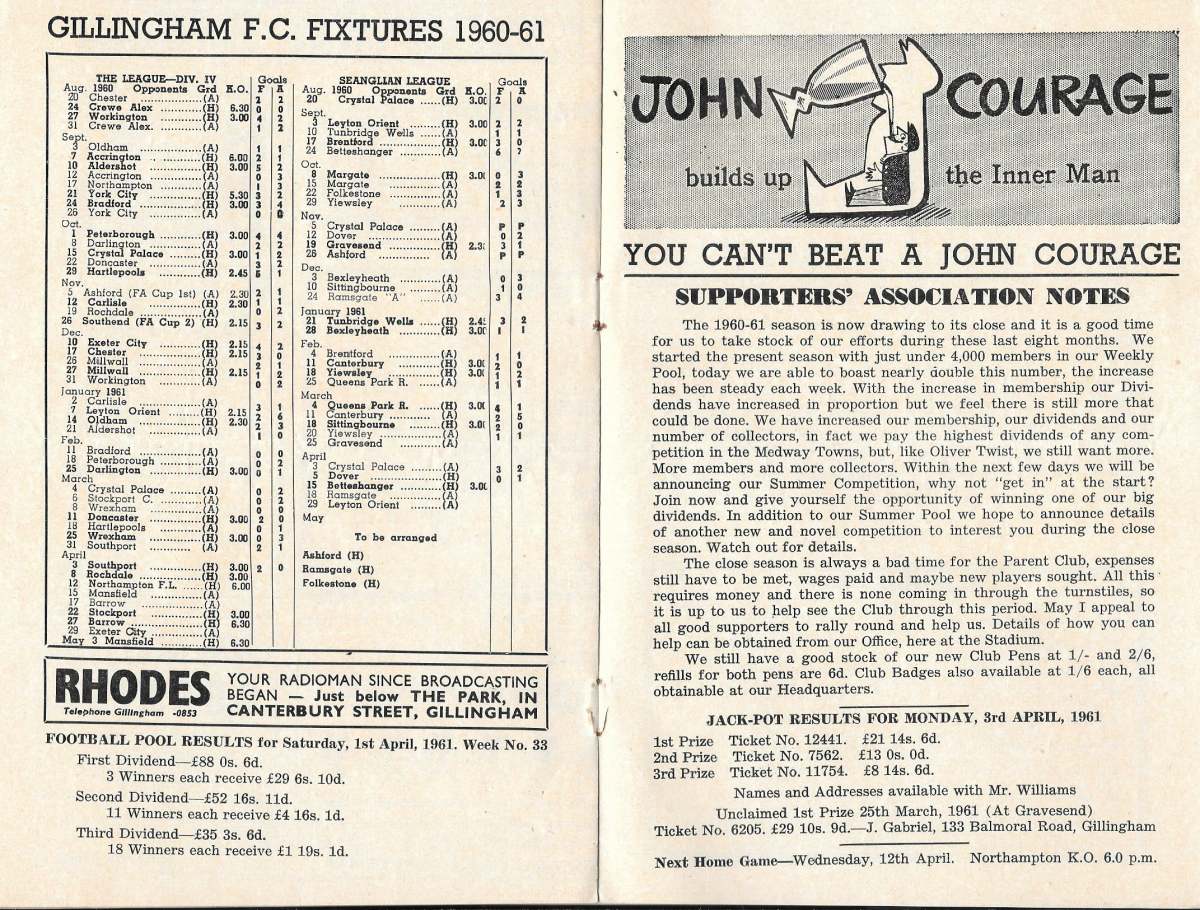 GILLINGHAM F.C. FIXTURES 1960-61
THE LEAGUE—DIV. IV Goals
Aug. 1960 Opponents Grd K.O. F A
20 Chester (A) 2 2
24 Crewe Alex (H) 6.30 0 0
27 Workington (H) 3.00 4 2
31 Crewe Alex. (A) 1 2
Sept.
3 Oldham (A) 1 1
7 Accrington (H) 6.00 2 1
10 Aldershot (H) 3.00 5 2
12 Accrington (A) 0 3
17 Northampton (A) 1 3
21 York City (H) 5.30 3 2
24 Bradford (H) 3.00 3 4
26 York City (A) 0 0
Oct.
1 Peterborough (H) 3.00 4 4
8 Darlington (A) 2 2
15 Crystal Palace (H) 3.00 1 2
22 Doncaster (A) 3 2
29 Hartlepools (H) 2.45 5 1
Nov.
5 Ashford (FA Cup 1st) (A) 2.30 2 1
12 Carlisle (H) 2.30 1 1
19 Rochdale (A) 0 2
26 Southend (FA Cup 2) (H) 2.15 3 2
Dec.
10 Exeter City (H) 2.15 4 2
17 Chester (H) 2.15 3 0
26 Millwall (A) 2 1
27 Millwall (H) 2.15 1 2
31 Workington (A) 0 2
January 1961
2 Carlisle (A) 3 1
7 Leyton Orient (H) 2.15 2 6
14 Oldham (H) 2.30 2 3
21 Aldershot (A) 1 0
Feb.
11 Bradford (A) 0 0
18 Peterborough (A) 0 2
25 Darlington (H) 3.00 0 1
March
4 Crystal Palace (A) 0 2
6 Stockport C. (A) 0 2
8 Wrexham (A) 0 0
11 Doncaster (H) 3.00 2 0
18 Hartlepools (A) 0 1
25 Wrexham (H) 3.00 0 3
31 Southport (A) 2 1
April
3 Southport (H) 3.00 2 0
8 Rochdale (H) 3.00
12 Northampton F.L. (H) 6.00
15 Mansfield (A)
17 Barrow (A)
22 Stockport (H) 3.00
27 Barrow (H) 6.30
29 Exeter City (A)
May 3 Mansfield (H) 6.30
SEANGLIAN LEAGUE Goals
Aug. 1960 Opponents Grd K.O. F A
20 Crystal Palace (H) 3.00 2 0
Sept.
3 Leyton Orient (H) 3.00 2 2
10 Tunbridge Wells (A) 1 1
17 Brentford (H) 3.00 3 0
24 Betteshanger (A) 6 ?
Oct.
8 Margate (H) 3.00 0 3
15 Margate (A) 2 2
22 Folkestone (A) 1 3
29 Yiewsley (A) 2 3
Nov.
5 Crystal Palace (A) P P
12 Dover (A) 0 2
19 Gravesend (H) 2.30 3 1
26 Ashford (A) P P
Dec.
3 Bexleyheath (A) 0 3
10 Sittingbourne (A) 1 0
24 Ramsgate "A" (A) 3 4
January 1961
21 Tunbridge Wells (H) 2.45 3 2
28 Bexleyheath (H) 3.00 1 1
Feb.
4 Brentford (A) 1 1
11 Canterbury (H) 3.00 2 0
18 Yiewsley (H) 3.00 1 2
25 Queens Park R. (A) 1 1
March
4 Queens Park R. (H) 3.00 4 1
11 Canterbury (A) 2 5
18 Sittingbourne (H) 3.00 2 0
20 Yiewsley (A) 1 1
25 Gravesend (A)
April
3 Crystal Palace (A) 3 2
5 Dover (H) 0 1
15 Betteshanger (H) 3.00
18 Ramsgate (A)
29 Leyton Orient (A)
May
To be arranged
Ashford (H)
Ramsgate (H)
Folkestone (H)
RHODES
Telephone Gillingham -0853
YOUR RADIOMAN SINCE BROADCASTING
BEGAN — Just below THE PARK, IN
CANTERBURY STREET, GILLINGHAM
FOOTBALL POOL RESULTS for Saturday, 1st April, 1961. Week No. 33
First Dividend—£88 0s. 6d.
3 Winners each receive £29 6s. 10d.
Second Dividend—£52 16s. 11d.
11 Winners each receive £4 16s. 1d.
Third Dividend—£35 3s. 6d.
18 Winners each receive £1 19s. 1d.
JOHN COURAGE
builds up the Inner Man
YOU CAN'T BEAT A JOHN COURAGE
SUPPORTERS' ASSOCIATION NOTES
The 1960-61 season is now drawing to its close and it is a good time
for us to take stock of our efforts during these last eight months. We
started the present season with just under 4,000 members in our Weekly
Pool, today we are able to boast nearly double this number, the increase
has been steady each week. With the increase in membership our Divi-
dends have increased in proportion but we feel there is still more that
could be done. We have increased our membership, our dividends and our
number of collectors, in fact we pay the highest dividends of any com-
petition in the Medway Towns, but, like Oliver Twist, we still want more.
More members and more collectors. Within the next few days we will be
announcing our Summer Competition, why not "get in" at the start?
Join now and give yourself the opportunity of winning one of our big
dividends. In addition to our Summer Pool we hope to announce details
of another new and novel competition to interest you during the close
season. Watch out for details.
The close season is always a bad time for the Parent Club, expenses
still have to be met, wages paid and maybe new players sought. All this
requires money and there is none coming in through the turnstiles, so
it is up to us to help see the Club through this period. May I appeal to
all good supporters to rally round and help us. Details of how you can
help can be obtained from our Office, here at the Stadium.
We still have a good stock of our new Club Pens at 1/- and 2/6,
refills for both pens are 6d. Club Badges also available at 1/6 each, all
obtainable at our Headquarters.
JACK-POT RESULTS FOR MONDAY, 3rd APRIL, 1961
1st Prize Ticket No. 12441. £21 14s. 6d.
2nd Prize Ticket No. 7562. £13 0s. 0d.
3rd Prize Ticket No. 11754. £8 14s. 6d.
Names and Addresses available with Mr. Williams
Unclaimed 1st Prize 25th March, 1961 (At Gravesend)
Ticket No. 6205. £29 10s. 9d.—J. Gabriel, 133 Balmoral Road, Gillingham
Next Home Game—Wednesday, 12th April. Northampton K.O. 6.0 p.m.